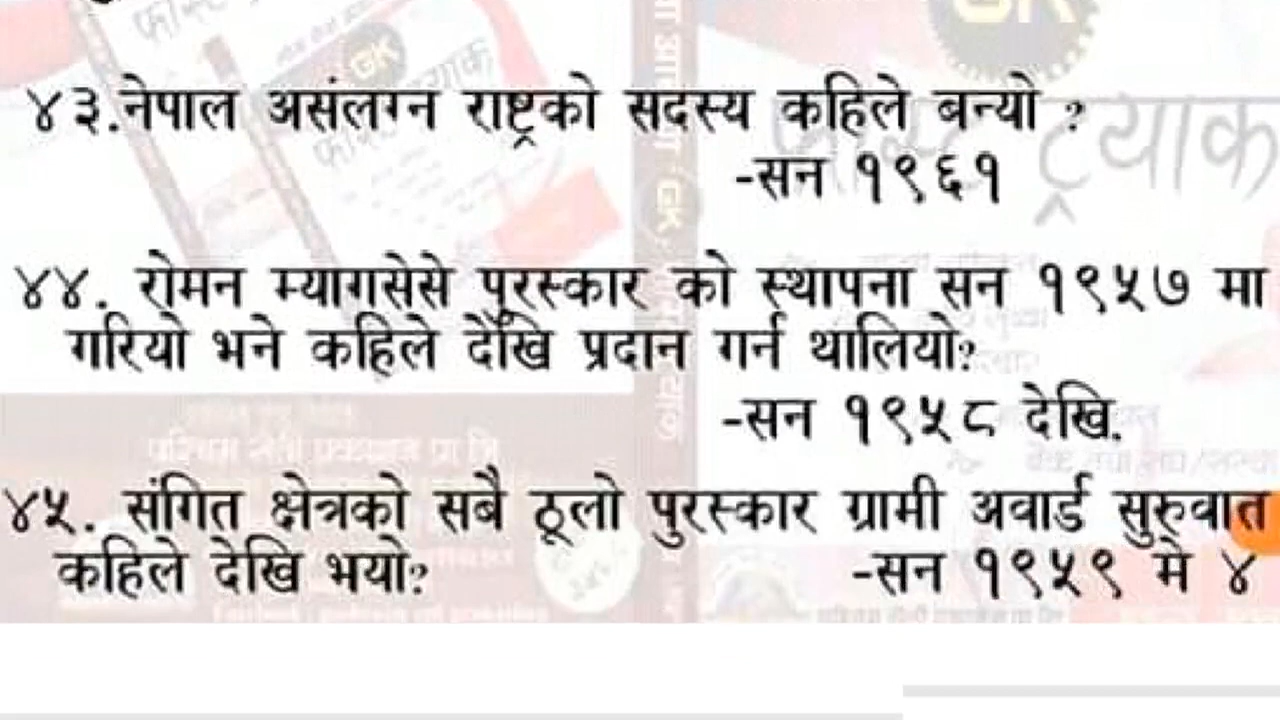 ४३.नेपाल असंलग्न राष्ट्रको सदस्य कहिले बन्यो ?
-सन १९६१
४४. रोमन म्यागसेसे पुरस्कार को स्थापना सन १९५७ मा
गरियो भने कहिले देखि प्रदान गर्न थालियो?
-सन १९५८ देखि.
४५. संगित क्षेत्रको सबै ठूलो पुरस्कार ग्रामी अवार्ड सुरुवात
कहिले देखि भयो?
-सन १९५९ मे ४